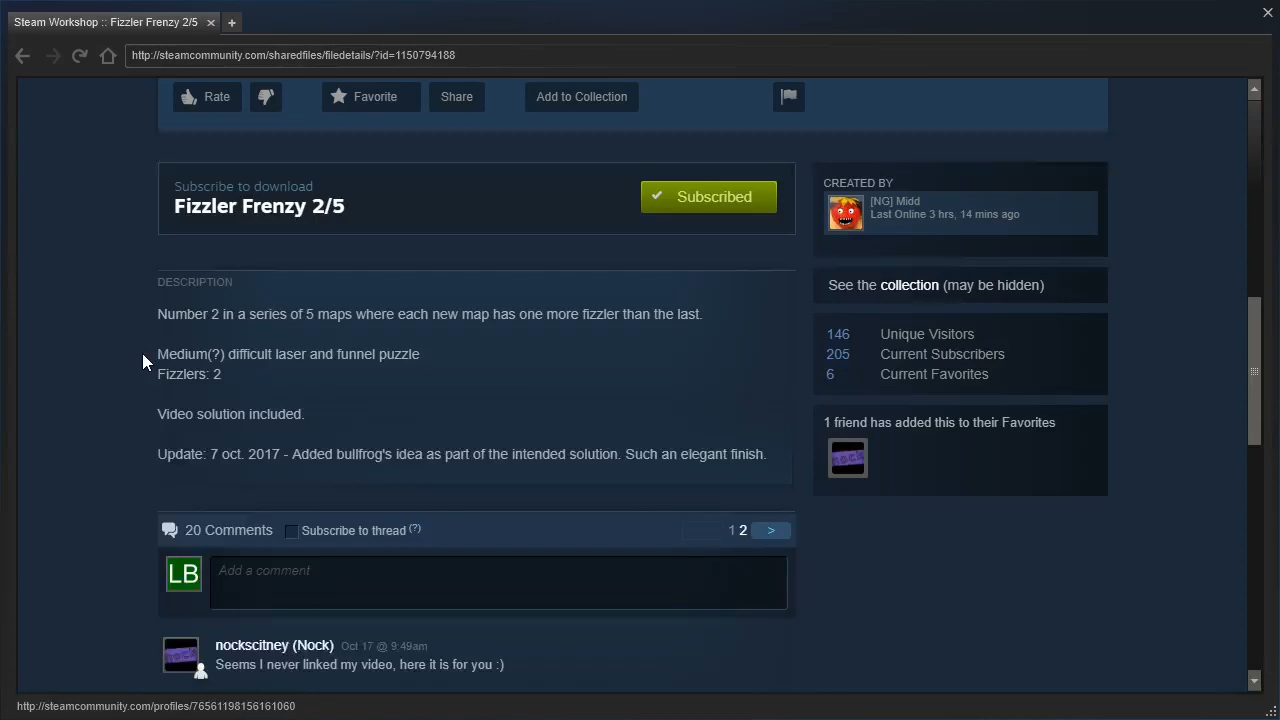 Steam Workshop :: Fizzler Frenzy 2/5
http://steamcommunity.com/sharedfiles/filedetails/?id=1150794188
Rate
Favorite
Share
Add to Collection
Subscribe to download
Fizzler Frenzy 2/5
Subscribed
CREATED BY
[NG] Midd
Last Online 3 hrs, 14 mins ago
See the collection (may be hidden)
146 Unique Visitors
205 Current Subscribers
6 Current Favorites
1 friend has added this to their Favorites
nock
DESCRIPTION
Number 2 in a series of 5 maps where each new map has one more fizzler than the last.
Medium(?) difficult laser and funnel puzzle
Fizzlers: 2
Video solution included.
Update: 7 oct. 2017 - Added bullfrog's idea as part of the intended solution. Such an elegant finish.
20 Comments
Subscribe to thread (?)
1 2 >
LB
Add a comment
nock
nockscitney (Nock) Oct 17 @ 9:49am
Seems I never linked my video, here it is for you :)
http://steamcommunity.com/profiles/76561198156161060